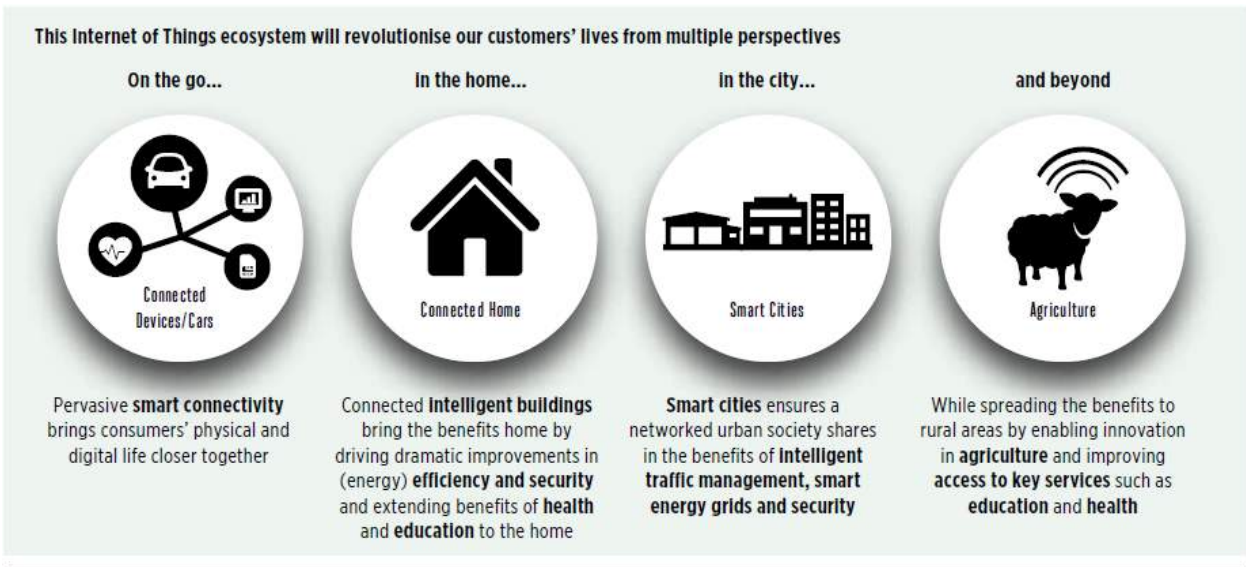 This Internet of Things ecosystem will revolutionise our customers' lives from multiple perspectives
On the go...
Connected
Devices/Cars
Pervasive smart connectivity
brings consumers' physical and
digital life closer together
in the home...
Connected Home
Connected intelligent buildings
bring the benefits home by
driving dramatic improvements in
(energy) efficiency and security
and extending benefits of health
and education to the home
in the city...
Smart Cities
Smart cities ensures a
networked urban society shares
in the benefits of intelligent
traffic management, smart
energy grids and security
and beyond
Agriculture
While spreading the benefits to
rural areas by enabling innovation
in agriculture and improving
access to key services such as
education and health